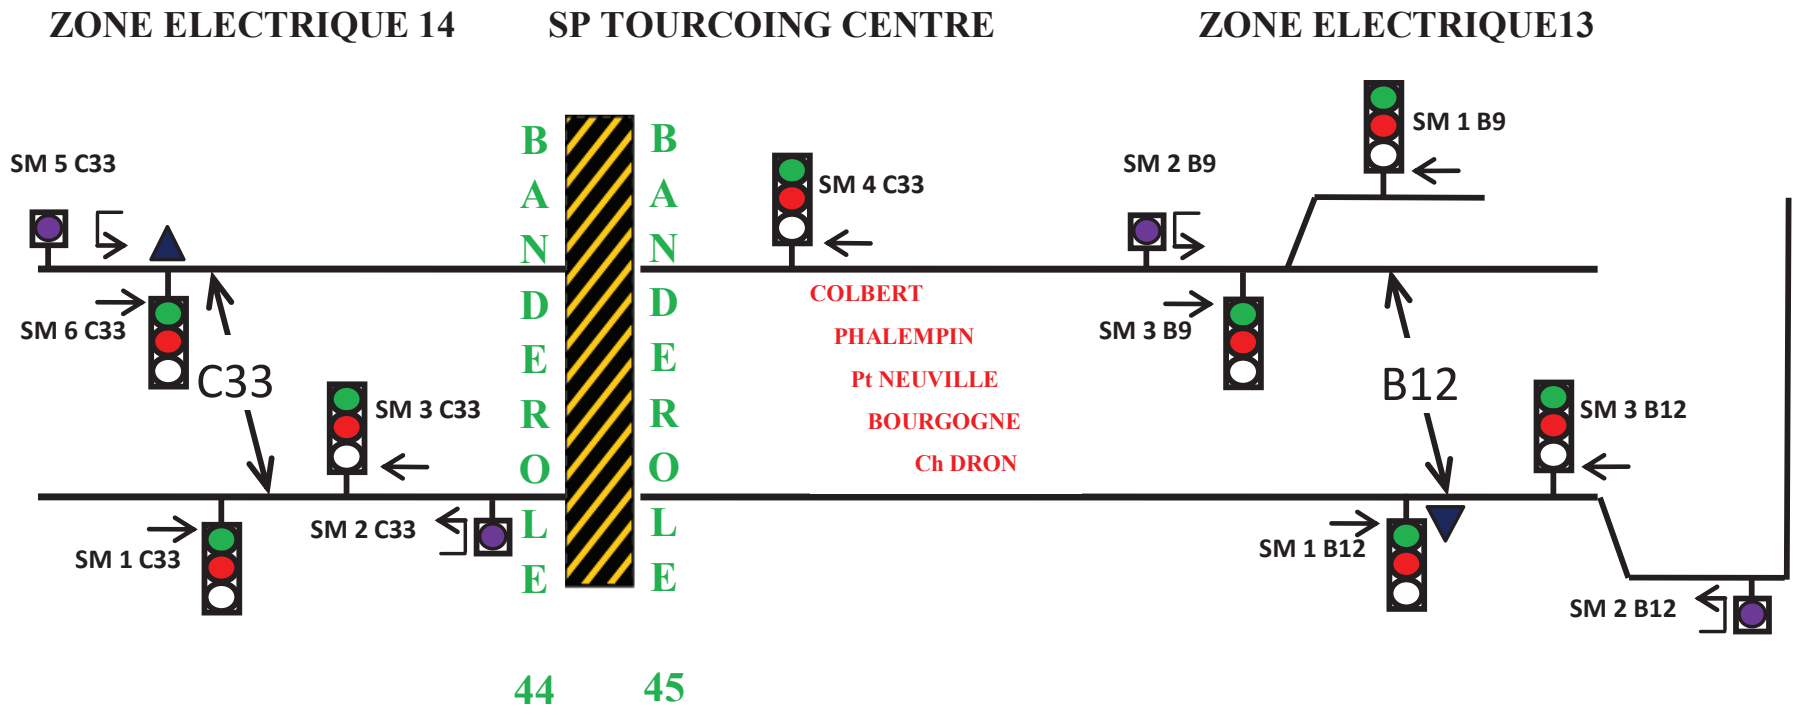 ZONE ELECTRIQUE 14
SP TOURCOING CENTRE
ZONE ELECTRIQUE13
SM 5 C33
SM 6 C33
C33
SM 3 C33
SM 2 C33
SM 1 C33
BANDEROLE
44
BANDEROLE
45
SM 4 C33
COLBERT
PHALEMPIN
Pt NEUVILLE
BOURGOGNE
Ch DRON
SM 1 B9
SM 2 B9
SM 3 B9
B12
SM 3 B12
SM 1 B12
SM 2 B12